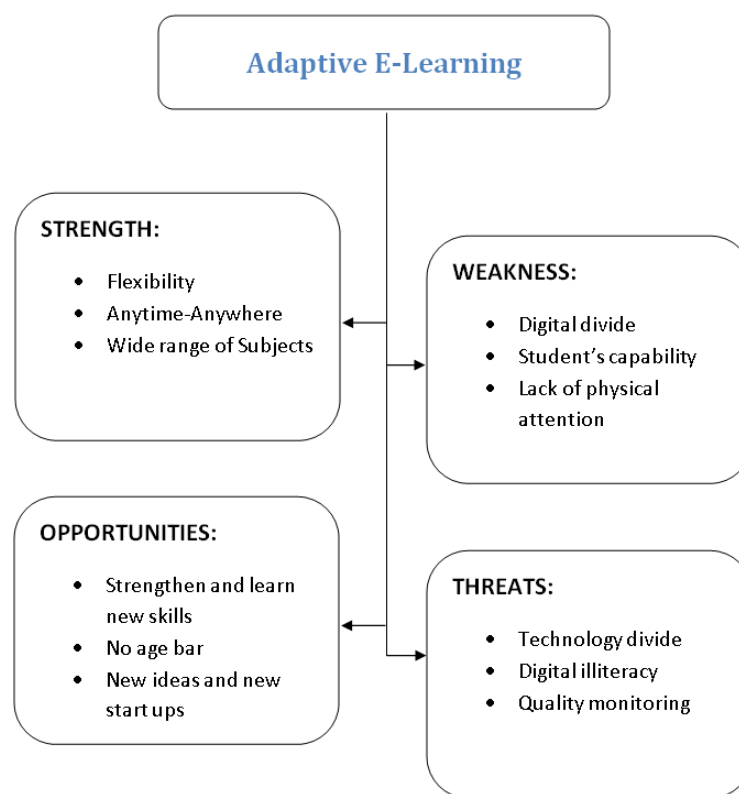 Adaptive E-Learning
STRENGTH:
• Flexibility
• Anytime-Anywhere
• Wide range of Subjects
WEAKNESS:
• Digital divide
• Student’s capability
• Lack of physical
attention
OPPORTUNITIES:
• Strengthen and learn
new skills
• No age bar
• New ideas and new
start ups
THREATS:
• Technology divide
• Digital illiteracy
• Quality monitoring